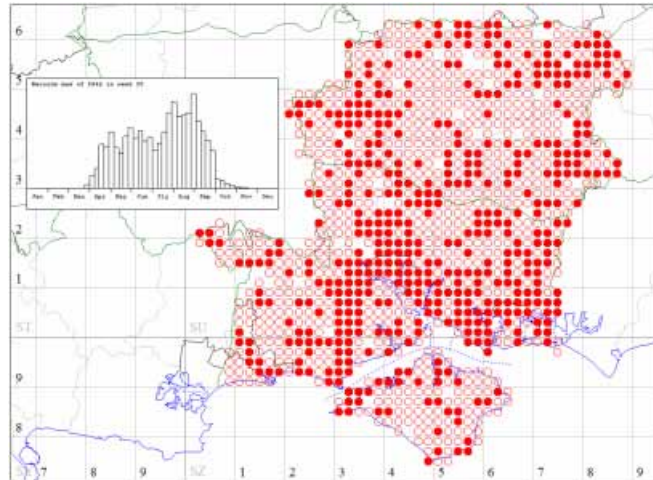 6
5
Records max of
in week
4
3
Jan Feb Mar Apr May Jun Jly Aug Sep Oct Nov Dec
2
1
ST
SU
9
8
SZ
7 8 9 1 2 3 4 5 6 7 8 9